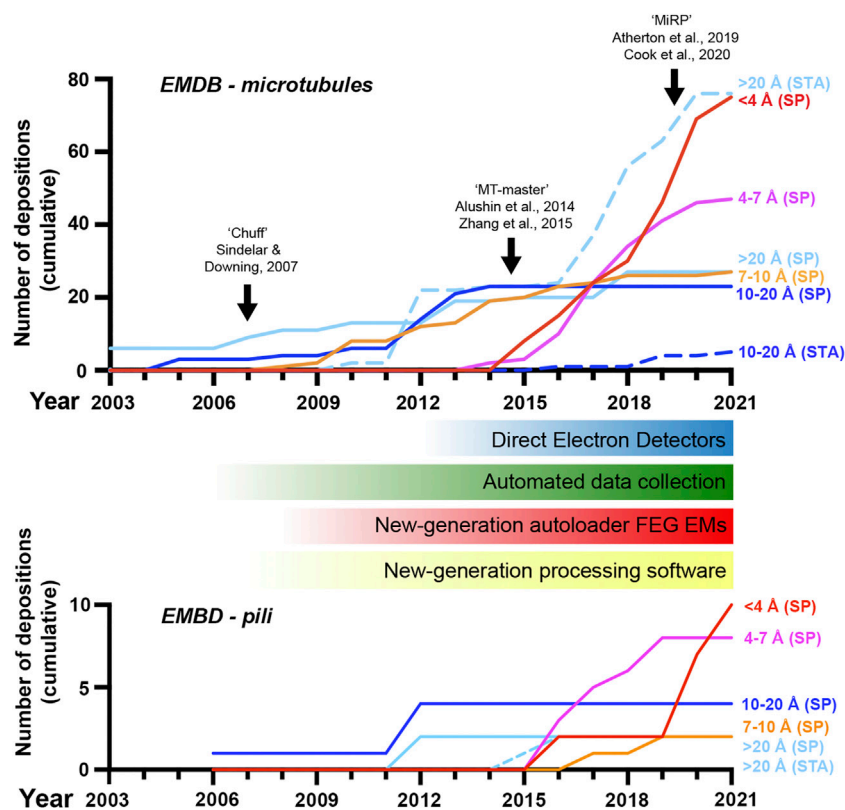 'MiRP'
Atherton et al., 2019
Cook et al., 2020
EMDB - microtubules
>20 Å (STA)
<4 Å (SP)
'MT-master'
Alushin et al., 2014
Zhang et al., 2015
4-7 Å (SP)
'Chuff'
Sindelar &
Downing, 2007
>20 Å (SP)
7-10 Å (SP)
10-20 Å (SP)
10-20 Å (STA)
Number of depositions
(cumulative)
80
60
40
20
0
Year
2003 2006 2009 2012 2015 2018 2021
Direct Electron Detectors
Automated data collection
New-generation autoloader FEG EMs
New-generation processing software
EMBD - pili
<4 Å (SP)
4-7 Å (SP)
10-20 Å (SP)
7-10 Å (SP)
>20 Å (SP)
>20 Å (STA)
Number of depositions
(cumulative)
10
5
0
Year
2003 2006 2009 2012 2015 2018 2021